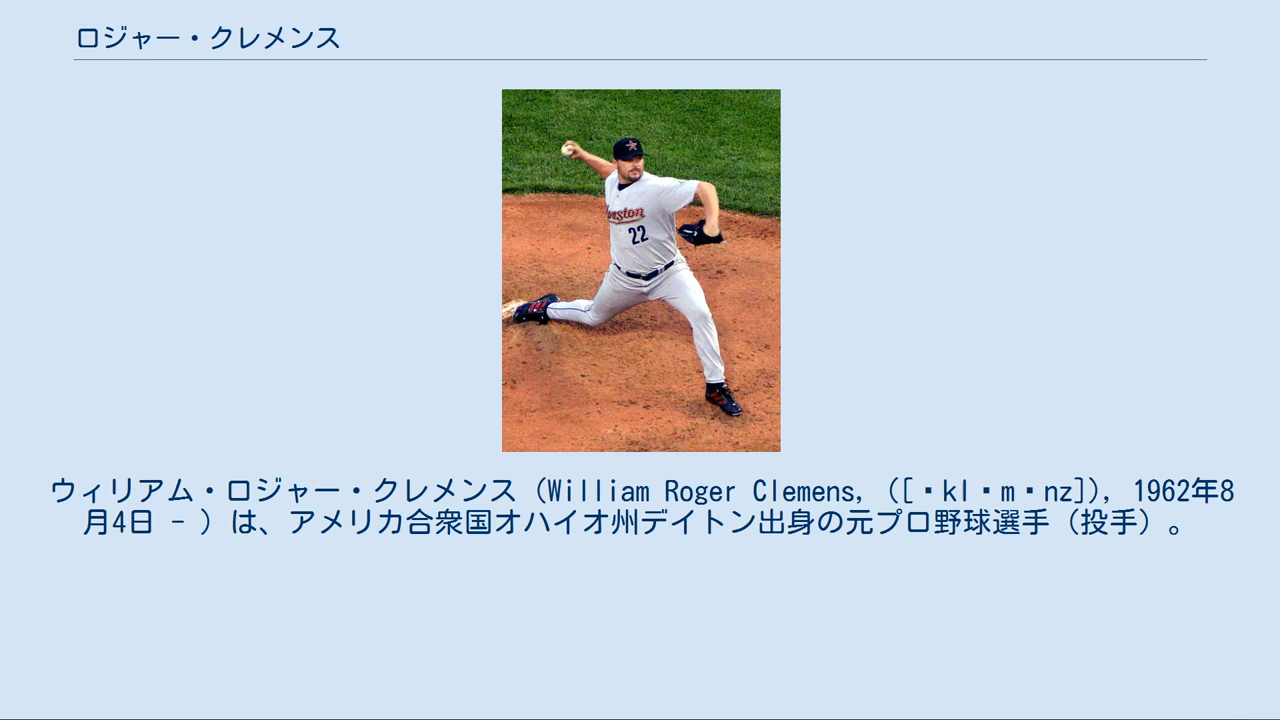 ロジャー・クレメンス
Houston
22
ウィリアム・ロジャー・クレメンス（William Roger Clemens, ([・kl・m・nz]), 1962年8
月4日 - ）は、アメリカ合衆国オハイオ州デイトン出身の元プロ野球選手（投手）。